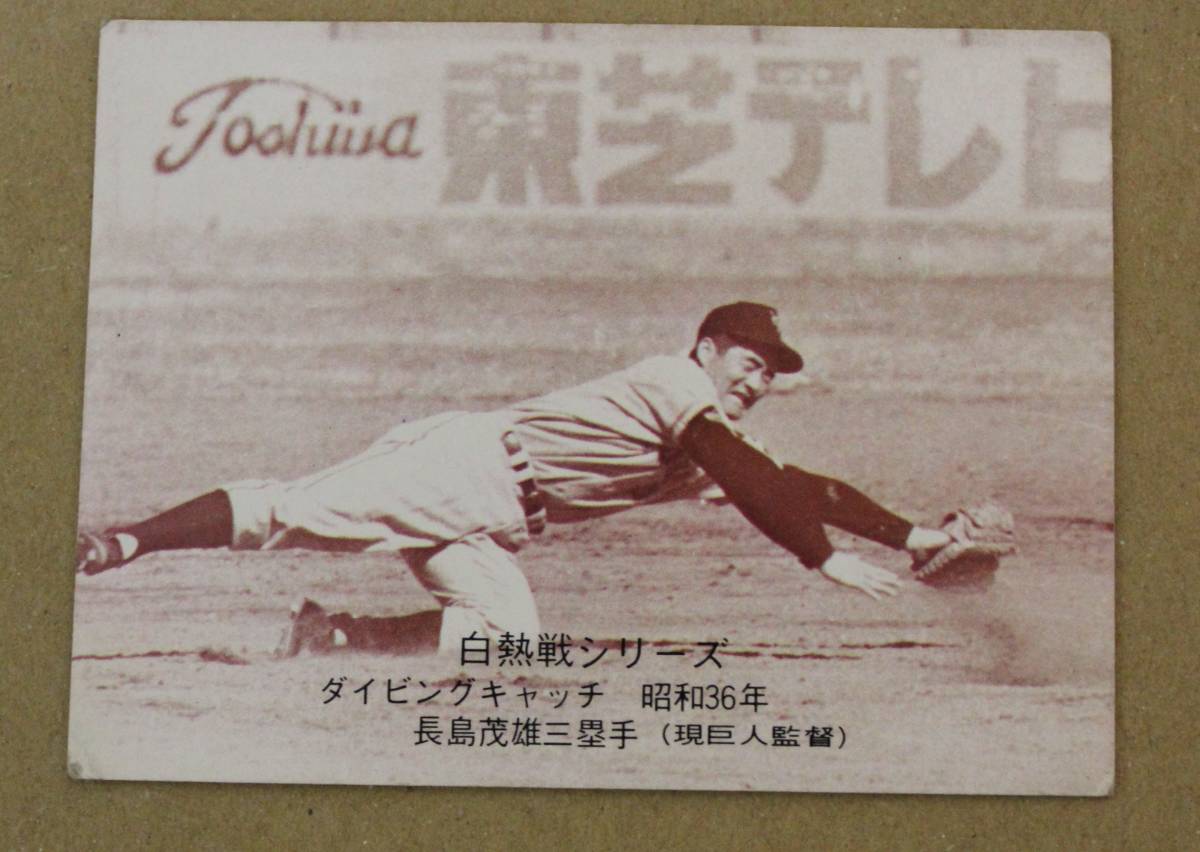 Toshiba 東芝テレビ
白熱戦シリーズ
ダイビングキャッチ 昭和36年
長島茂雄三塁手(現巨人監督)